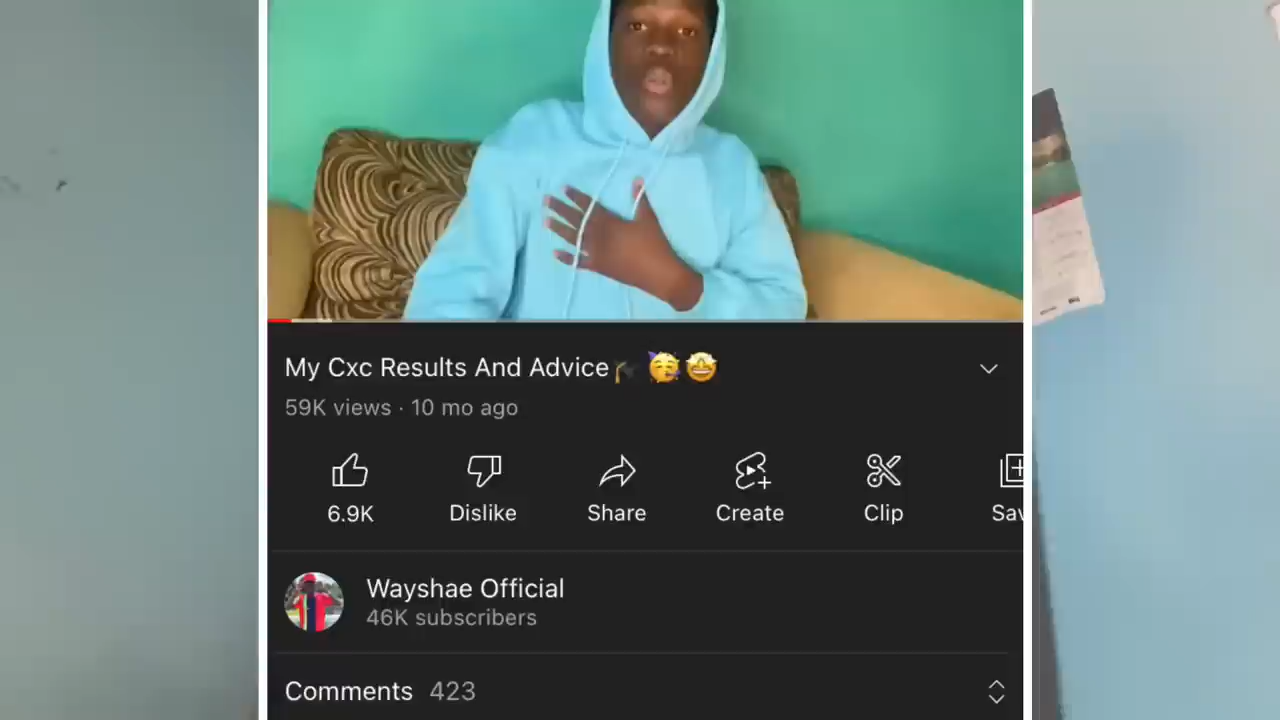 My Cxc Results And Advice🎓🥳🤩
59K views · 10 mo ago
6.9K
Dislike
Share
Create
Clip
Sav
Wayshae Official
46K subscribers
Comments 423